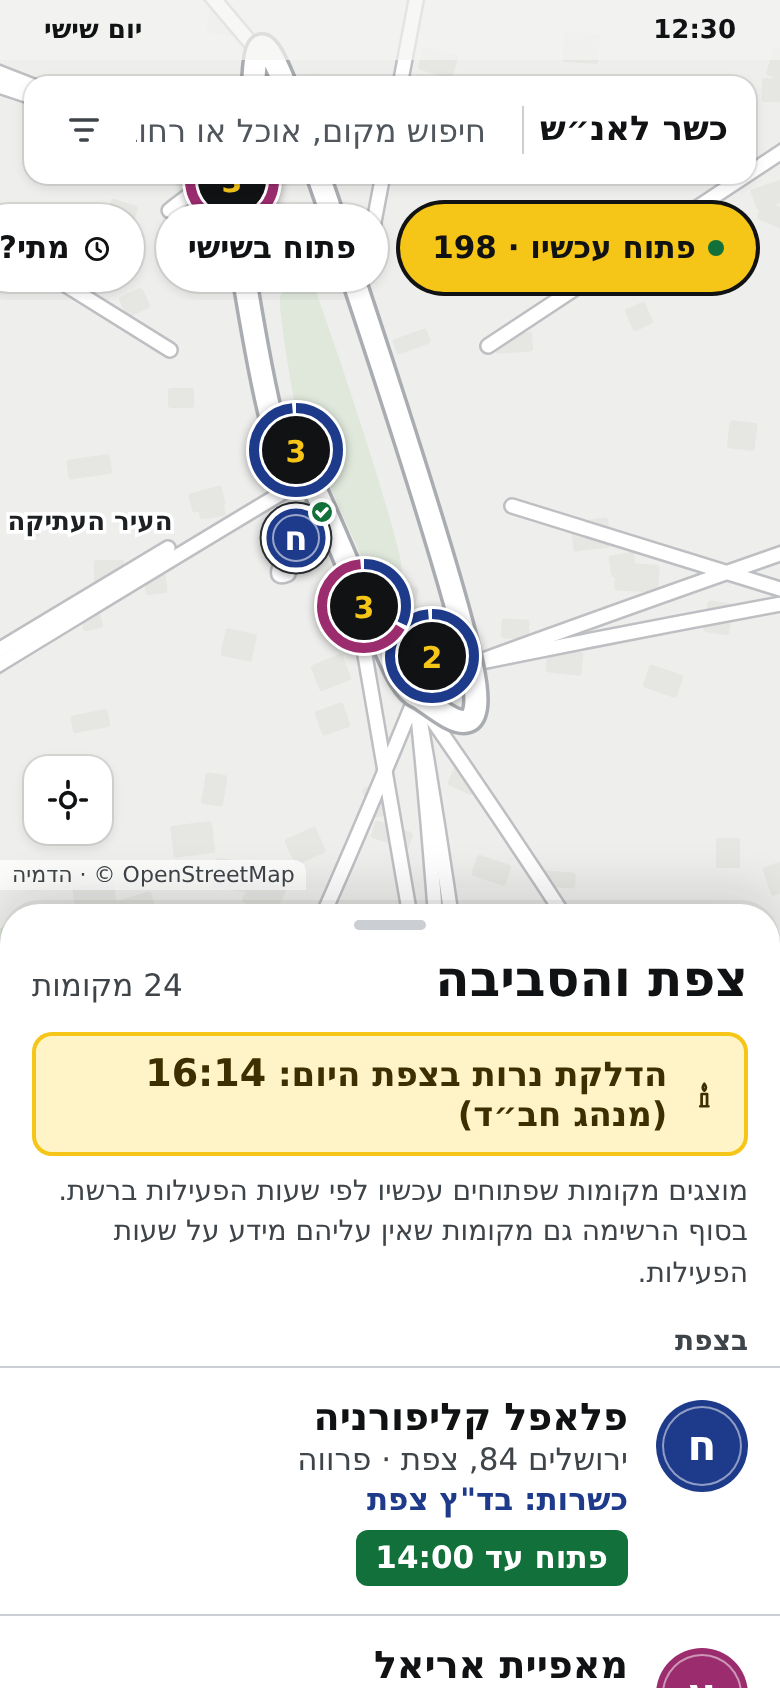 12:30
יום שישי
כשר לאנ״ש
חיפוש מקום, אוכל או
פתוח עכשיו · 198
פתוח בשישי
מתי?
3
ח
העיר העתיקה
3
2
הדמיה · © OpenStreetMap
צפת והסביבה
24 מקומות
הדלקת נרות בצפת היום: 16:14
(מנהג חב״ד)
מוצגים מקומות שפתוחים עכשיו לפי שעות הפעילות ברשת.
בסוף הרשימה גם מקומות שאין עליהם מידע על שעות
הפעילות.
בצפת
ח
פלאפל קליפורניה
ירושלים 84, צפת · פרווה
כשרות: בד"ץ צפת
פתוח עד 14:00
מאפיית אריאל